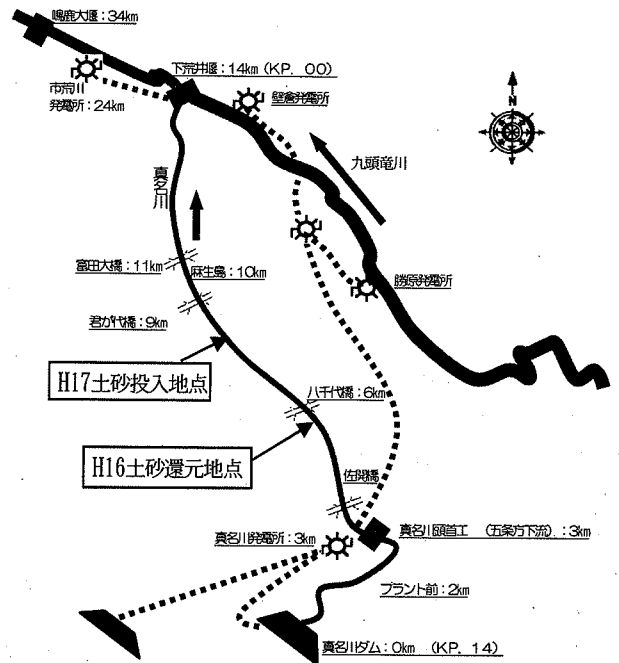 鳴鹿大堰：34km
下荒井堰：14km (KP. 00)
市荒川
発電所：24km
壁倉発電所
N
九頭竜川
真名川
富田大橋：11km
麻生島：10km
勝原発電所
君が代橋：9km
H17土砂投入地点
八千代橋：6km
H16土砂還元地点
佐開橋
真名川発電所：3km
真名川頭首工 (五条方下流)：3km
プラント前：2km
真名川ダム：0km (KP. 14)